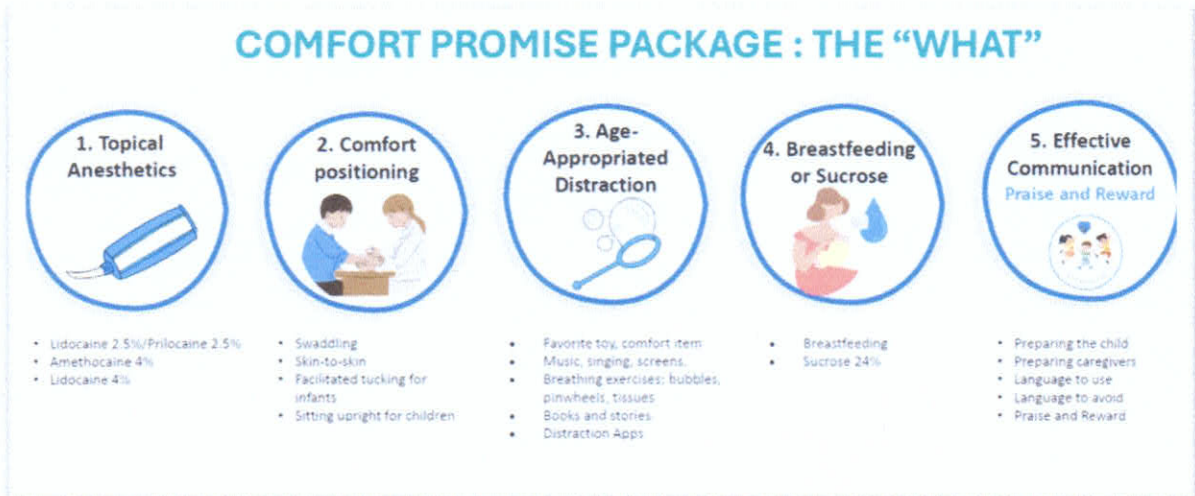 COMFORT PROMISE PACKAGE : THE “WHAT”
1. Topical
Anesthetics
• Lidocaine 2.5%/Prilocaine 2.5%
• Amethocaine 4%
• Lidocaine 4%
2. Comfort
positioning
• Swaddling
• Skin-to-skin
• Facilitated tucking for
infants
• Sitting upright for children
3. Age-
Appropriated
Distraction
• Favorite toy, comfort item
• Music, singing, screens,
• Breathing exercises: bubbles,
pinwheels, tissues
• Books and stories
• Distraction Apps
4. Breastfeeding
or Sucrose
• Breastfeeding
• Sucrose 24%
5. Effective
Communication
Praise and Reward
• Preparing the child
• Preparing caregivers
• Language to use
• Language to avoid
• Praise and Reward